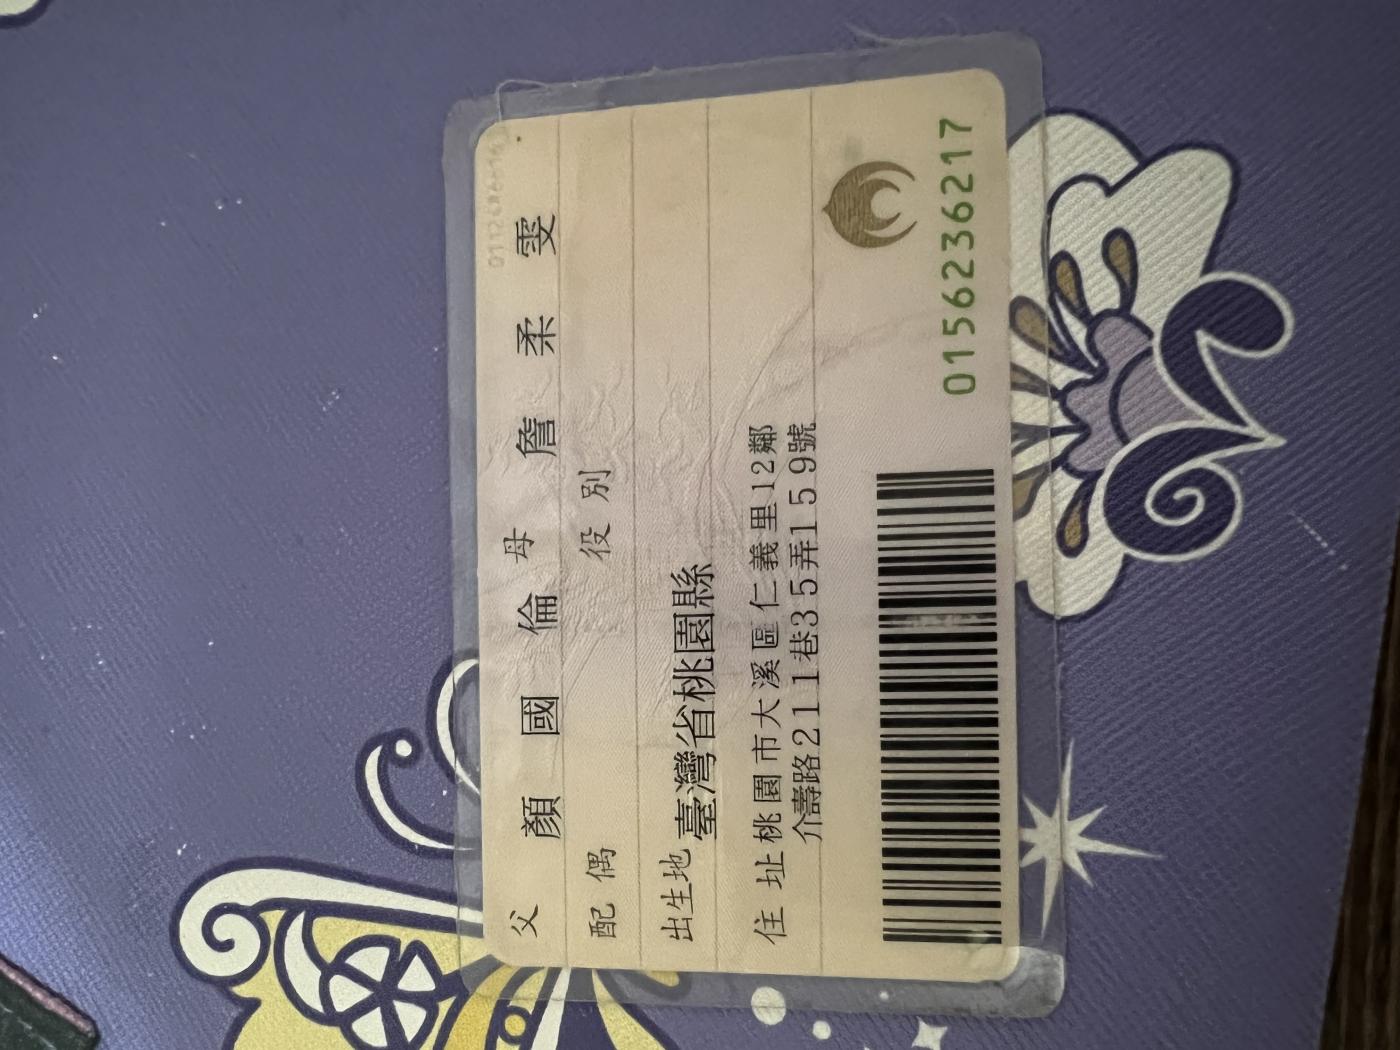 父 顏國倫 母 詹柔雯
配偶 役別
出生地 臺灣省桃園縣
住址 桃園市大溪區仁義里12鄰
介壽路211巷35弄159號
0156236217